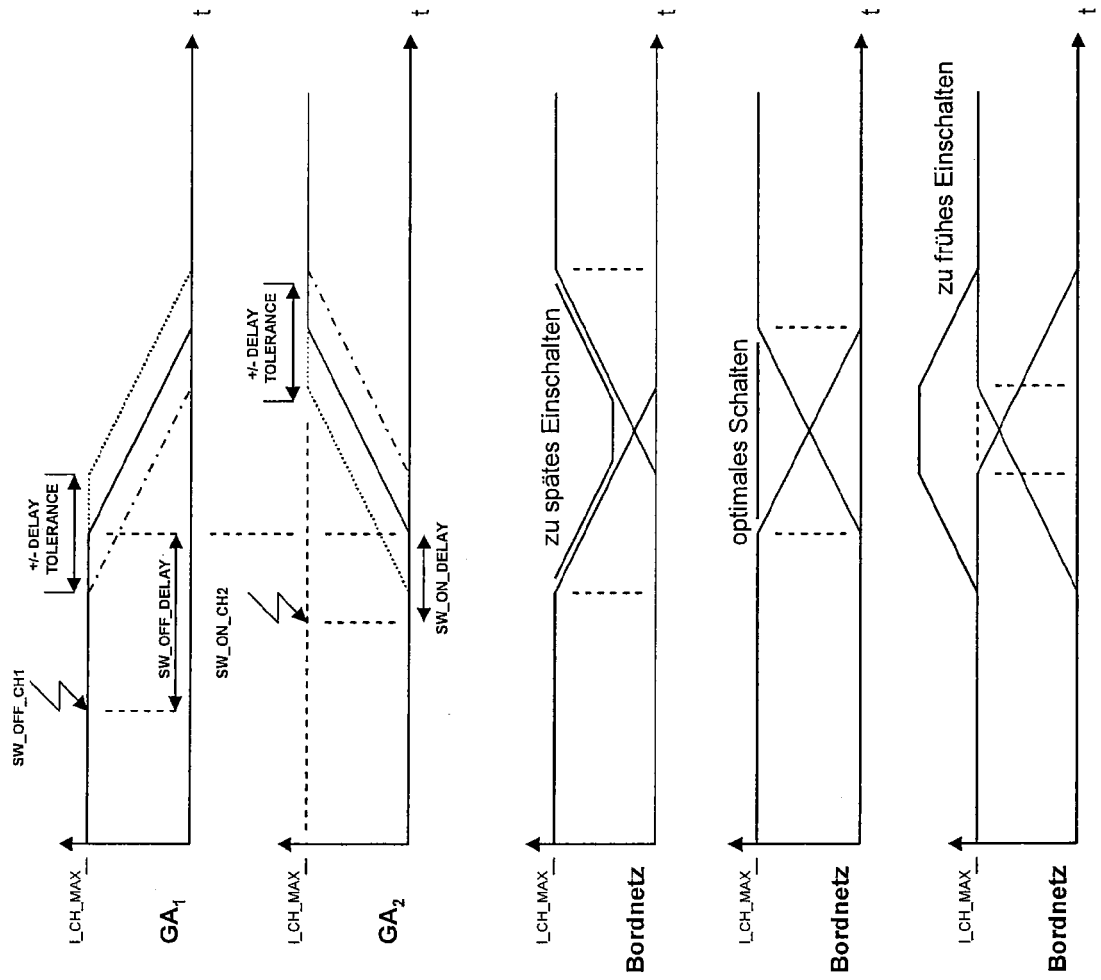 SW_OFF_CH1
+/- DELAY
TOLERANCE
I_CH_MAX
SW_OFF_DELAY
GA1
t
+/- DELAY
TOLERANCE
SW_ON_CH2
I_CH_MAX
GA2
SW_ON_DELAY
t
zu spätes Einschalten
Bordnetz
optimales Schalten
I_CH_MAX
Bordnetz
t
zu frühes Einschalten
I_CH_MAX
Bordnetz
t